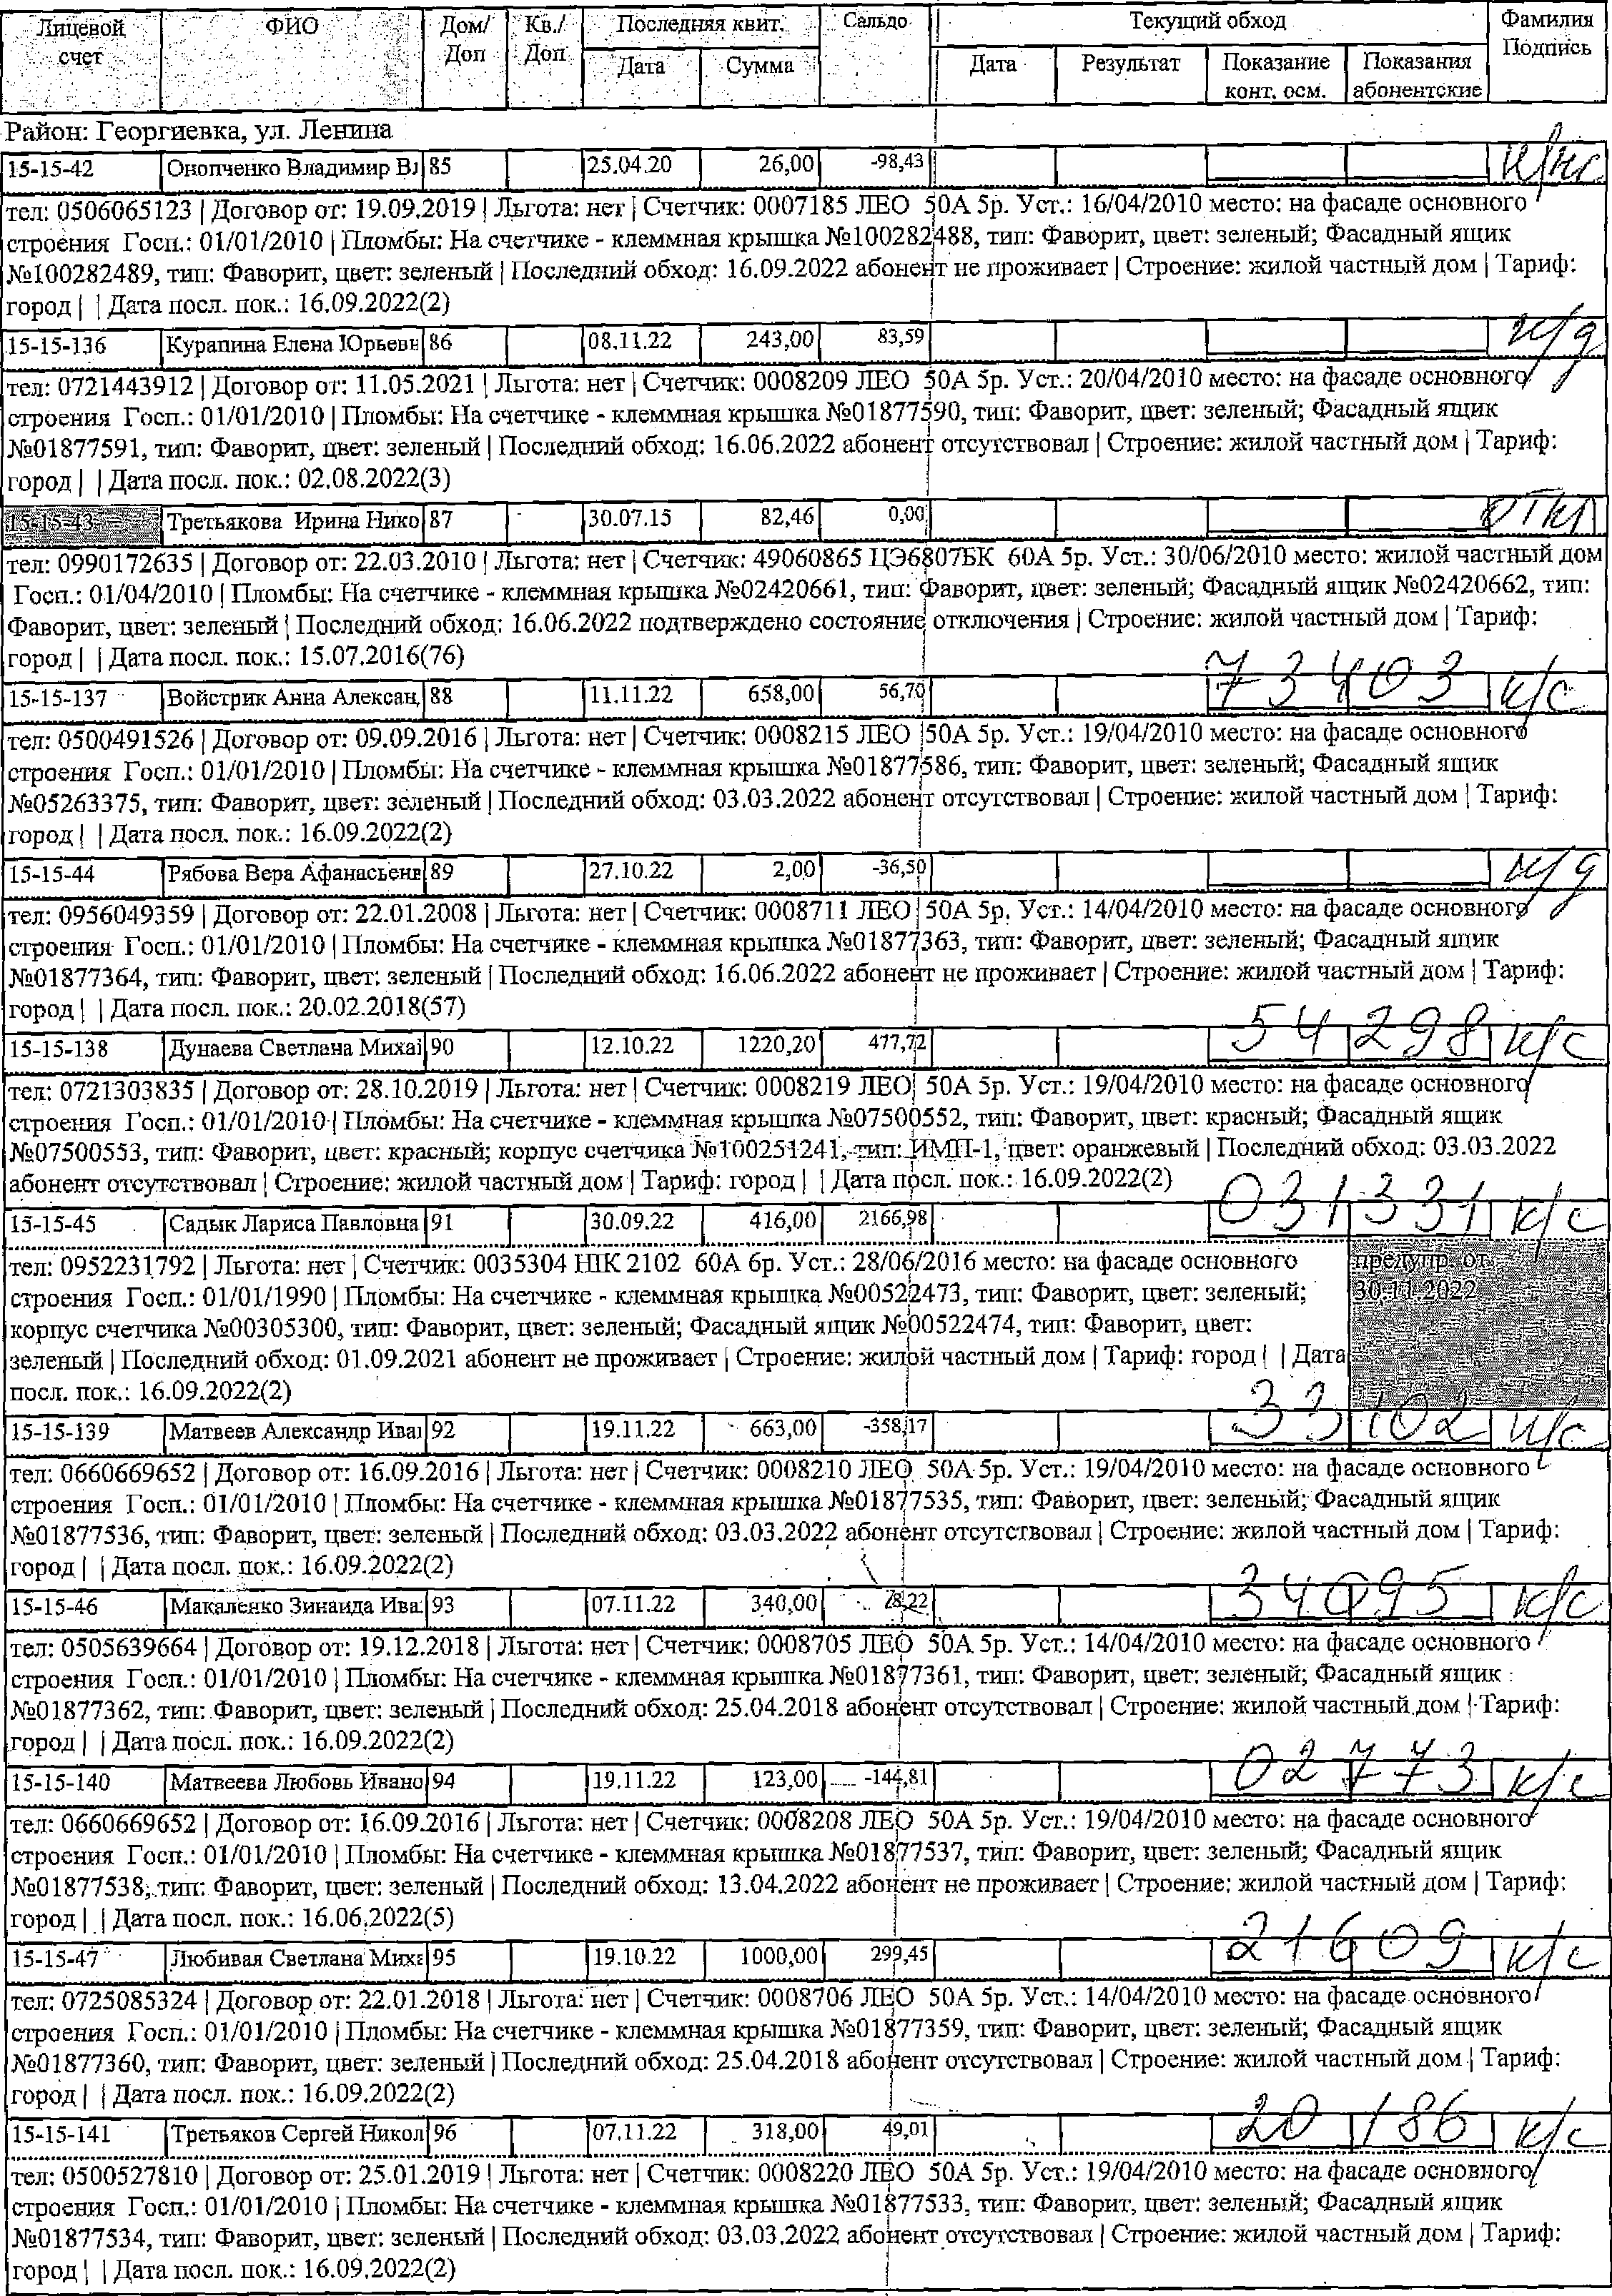 Лицевой счет | ФИО | Дом/Доп | Кв./Доп | Последняя квит. Дата | Сумма | Сальдо | Текущий обход Дата | Результат | Показание конт. осм. | Показания абонентские | Фамилия Подпись
Район: Георгиевка, ул. Ленина
15-15-42 Онопченко Владимир Вл 85 25.04.20 26,00 -98,43
тел: 0506065123 | Договор от: 19.09.2019 | Льгота: нет | Счетчик: 0007185 ЛЕО 50А 5р. Уст.: 16/04/2010 место: на фасаде основного
строения Госп.: 01/01/2010 | Пломбы: На счетчике - клеммная крышка №100282488, тип: Фаворит, цвет: зеленый; Фасадный ящик
№100282489, тип: Фаворит, цвет: зеленый | Последний обход: 16.09.2022 абонент не проживает | Строение: жилой частный дом | Тариф:
город | | Дата посл. пок.: 16.09.2022(2)
15-15-136 Курапина Елена Юрьевн 86 08.11.22 243,00 83,59 н/д
тел: 0721443912 | Договор от: 11.05.2021 | Льгота: нет | Счетчик: 0008209 ЛЕО 50А 5р. Уст.: 20/04/2010 место: на фасаде основного
строения Госп.: 01/01/2010 | Пломбы: На счетчике - клеммная крышка №01877590, тип: Фаворит, цвет: зеленый; Фасадный ящик
№01877591, тип: Фаворит, цвет: зеленый | Последний обход: 16.06.2022 абонент отсутствовал | Строение: жилой частный дом | Тариф:
город | | Дата посл. пок.: 02.08.2022(3)
15-15-43 Третьякова Ирина Нико 87 30.07.15 82,46 0,00 откл
тел: 0990172635 | Договор от: 22.03.2010 | Льгота: нет | Счетчик: 49060865 ЦЭ6807БК 60А 5р. Уст.: 30/06/2010 место: жилой частный дом
Госп.: 01/04/2010 | Пломбы: На счетчике - клеммная крышка №02420661, тип: Фаворит, цвет: зеленый; Фасадный ящик №02420662, тип:
Фаворит, цвет: зеленый | Последний обход: 16.06.2022 подтверждено состояние отключения | Строение: жилой частный дом | Тариф:
город | | Дата посл. пок.: 15.07.2016(76)
15-15-137 Войстрик Анна Алексан, 88 11.11.22 658,00 56,70 73403 к/с
тел: 0500491526 | Договор от: 09.09.2016 | Льгота: нет | Счетчик: 0008215 ЛЕО 50А 5р. Уст.: 19/04/2010 место: на фасаде основного
строения Госп.: 01/01/2010 | Пломбы: На счетчике - клеммная крышка №01877586, тип: Фаворит, цвет: зеленый; Фасадный ящик
№05263375, тип: Фаворит, цвет: зеленый | Последний обход: 03.03.2022 абонент отсутствовал | Строение: жилой частный дом | Тариф:
город | | Дата посл. пок.: 16.09.2022(2)
15-15-44 Рябова Вера Афанасьевн 89 27.10.22 2,00 -36,50 н/д
тел: 0956049359 | Договор от: 22.01.2008 | Льгота: нет | Счетчик: 0008711 ЛЕО 50А 5р. Уст.: 14/04/2010 место: на фасаде основного
строения Госп.: 01/01/2010 | Пломбы: На счетчике - клеммная крышка №01877363, тип: Фаворит, цвет: зеленый; Фасадный ящик
№01877364, тип: Фаворит, цвет: зеленый | Последний обход: 16.06.2022 абонент не проживает | Строение: жилой частный дом | Тариф:
город | | Дата посл. пок.: 20.02.2018(57)
15-15-138 Дунаева Светлана Михаі 90 12.10.22 1220,20 477,72 54298 к/с
тел: 0721303835 | Договор от: 28.10.2019 | Льгота: нет | Счетчик: 0008219 ЛЕО 50А 5р. Уст.: 19/04/2010 место: на фасаде основного
строения Госп.: 01/01/2010 | Пломбы: На счетчике - клеммная крышка №07500552, тип: Фаворит, цвет: красный; Фасадный ящик
№07500553, тип: Фаворит, цвет: красный; корпус счетчика №100251241, тип: ИМП-1, цвет: оранжевый | Последний обход: 03.03.2022
абонент отсутствовал | Строение: жилой частный дом | Тариф: город | | Дата посл. пок.: 16.09.2022(2)
15-15-45 Садык Лариса Павловна 91 30.09.22 416,00 2166,98 031331 к/с
тел: 0952231792 | Льгота: нет | Счетчик: 0035304 НІК 2102 60А 6р. Уст.: 28/06/2016 место: на фасаде основного предупр. от
строения Госп.: 01/01/1990 | Пломбы: На счетчике - клеммная крышка №00522473, тип: Фаворит, цвет: зеленый; 30.11.2022
корпус счетчика №00305300, тип: Фаворит, цвет: зеленый; Фасадный ящик №00522474, тип: Фаворит, цвет:
зеленый | Последний обход: 01.09.2021 абонент не проживает | Строение: жилой частный дом | Тариф: город | | Дата
посл. пок.: 16.09.2022(2)
15-15-139 Матвеев Александр Иваі 92 19.11.22 663,00 -358,17 33102 к/с
тел: 0660669652 | Договор от: 16.09.2016 | Льгота: нет | Счетчик: 0008210 ЛЕО 50А 5р. Уст.: 19/04/2010 место: на фасаде основного
строения Госп.: 01/01/2010 | Пломбы: На счетчике - клеммная крышка №01877535, тип: Фаворит, цвет: зеленый; Фасадный ящик
№01877536, тип: Фаворит, цвет: зеленый | Последний обход: 03.03.2022 абонент отсутствовал | Строение: жилой частный дом | Тариф:
город | | Дата посл. пок.: 16.09.2022(2)
15-15-46 Макаленко Зинаида Ива 93 07.11.22 340,00 34095 к/с
тел: 0505639664 | Договор от: 19.12.2018 | Льгота: нет | Счетчик: 0008705 ЛЕО 50А 5р. Уст.: 14/04/2010 место: на фасаде основного
строения Госп.: 01/01/2010 | Пломбы: На счетчике - клеммная крышка №01877361, тип: Фаворит, цвет: зеленый; Фасадный ящик
№01877362, тип: Фаворит, цвет: зеленый | Последний обход: 25.04.2018 абонент отсутствовал | Строение: жилой частный дом | Тариф:
город | | Дата посл. пок.: 16.09.2022(2)
15-15-140 Матвеева Любовь Ивано 94 19.11.22 123,00 -144,81 02773 к/с
тел: 0660669652 | Договор от: 16.09.2016 | Льгота: нет | Счетчик: 0008208 ЛЕО 50А 5р. Уст.: 19/04/2010 место: на фасаде основного
строения Госп.: 01/01/2010 | Пломбы: На счетчике - клеммная крышка №01877537, тип: Фаворит, цвет: зеленый; Фасадный ящик
№01877538, тип: Фаворит, цвет: зеленый | Последний обход: 13.04.2022 абонент не проживает | Строение: жилой частный дом | Тариф:
город | | Дата посл. пок.: 16.06.2022(5)
15-15-47 Любивая Светлана Миха 95 19.10.22 1000,00 299,45 21609 к/с
тел: 0725085324 | Договор от: 22.01.2018 | Льгота: нет | Счетчик: 0008706 ЛЕО 50А 5р. Уст.: 14/04/2010 место: на фасаде основного
строения Госп.: 01/01/2010 | Пломбы: На счетчике - клеммная крышка №01877359, тип: Фаворит, цвет: зеленый; Фасадный ящик
№01877360, тип: Фаворит, цвет: зеленый | Последний обход: 25.04.2018 абонент отсутствовал | Строение: жилой частный дом | Тариф:
город | | Дата посл. пок.: 16.09.2022(2)
15-15-141 Третьяков Сергей Никол 96 07.11.22 318,00 49,01 20186 к/с
тел: 0500527810 | Договор от: 25.01.2019 | Льгота: нет | Счетчик: 0008220 ЛЕО 50А 5р. Уст.: 19/04/2010 место: на фасаде основного
строения Госп.: 01/01/2010 | Пломбы: На счетчике - клеммная крышка №01877533, тип: Фаворит, цвет: зеленый; Фасадный ящик
№01877534, тип: Фаворит, цвет: зеленый | Последний обход: 03.03.2022 абонент отсутствовал | Строение: жилой частный дом | Тариф:
город | | Дата посл. пок.: 16.09.2022(2)